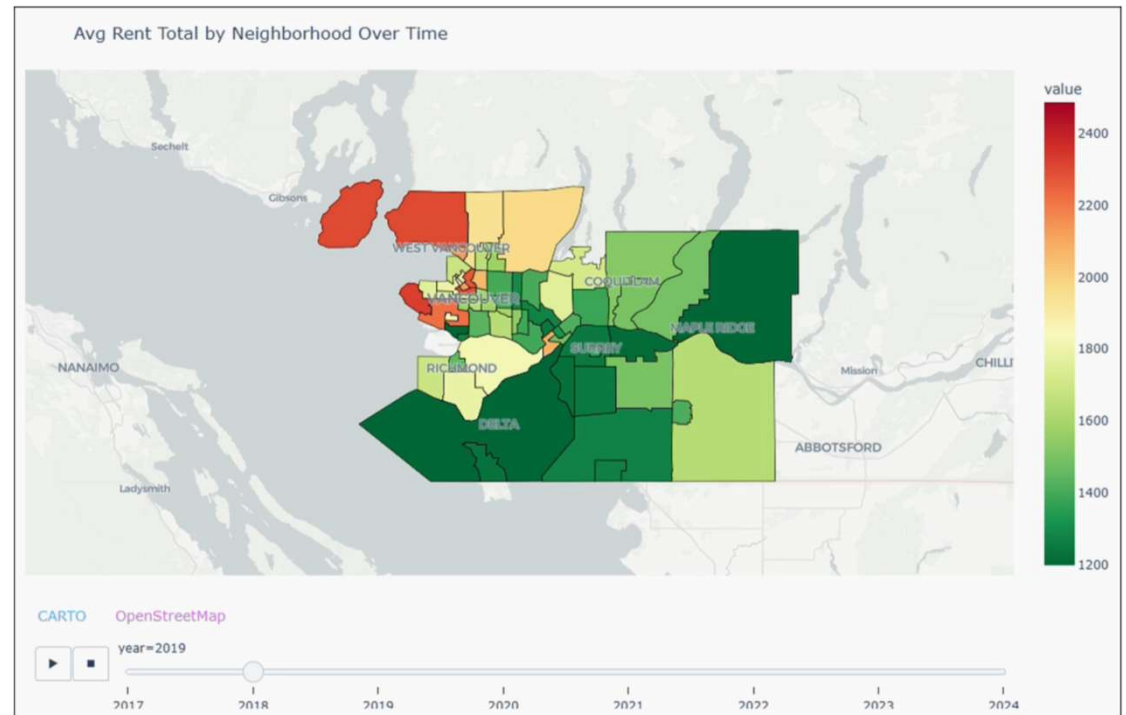 Avg Rent Total by Neighborhood Over Time
value
2400
2200
2000
1800
1600
1400
1200
Sechelt
Gibsons
WEST VANCOUVER
COQUITLAM
VANCOUVER
MAPLE RIDGE
SURREY
NANAIMO
RICHMOND
Mission
CHILLI
DELTA
ABBOTSFORD
Ladysmith
CARTO OpenStreetMap
year=2019
2017 2018 2019 2020 2021 2022 2023 2024